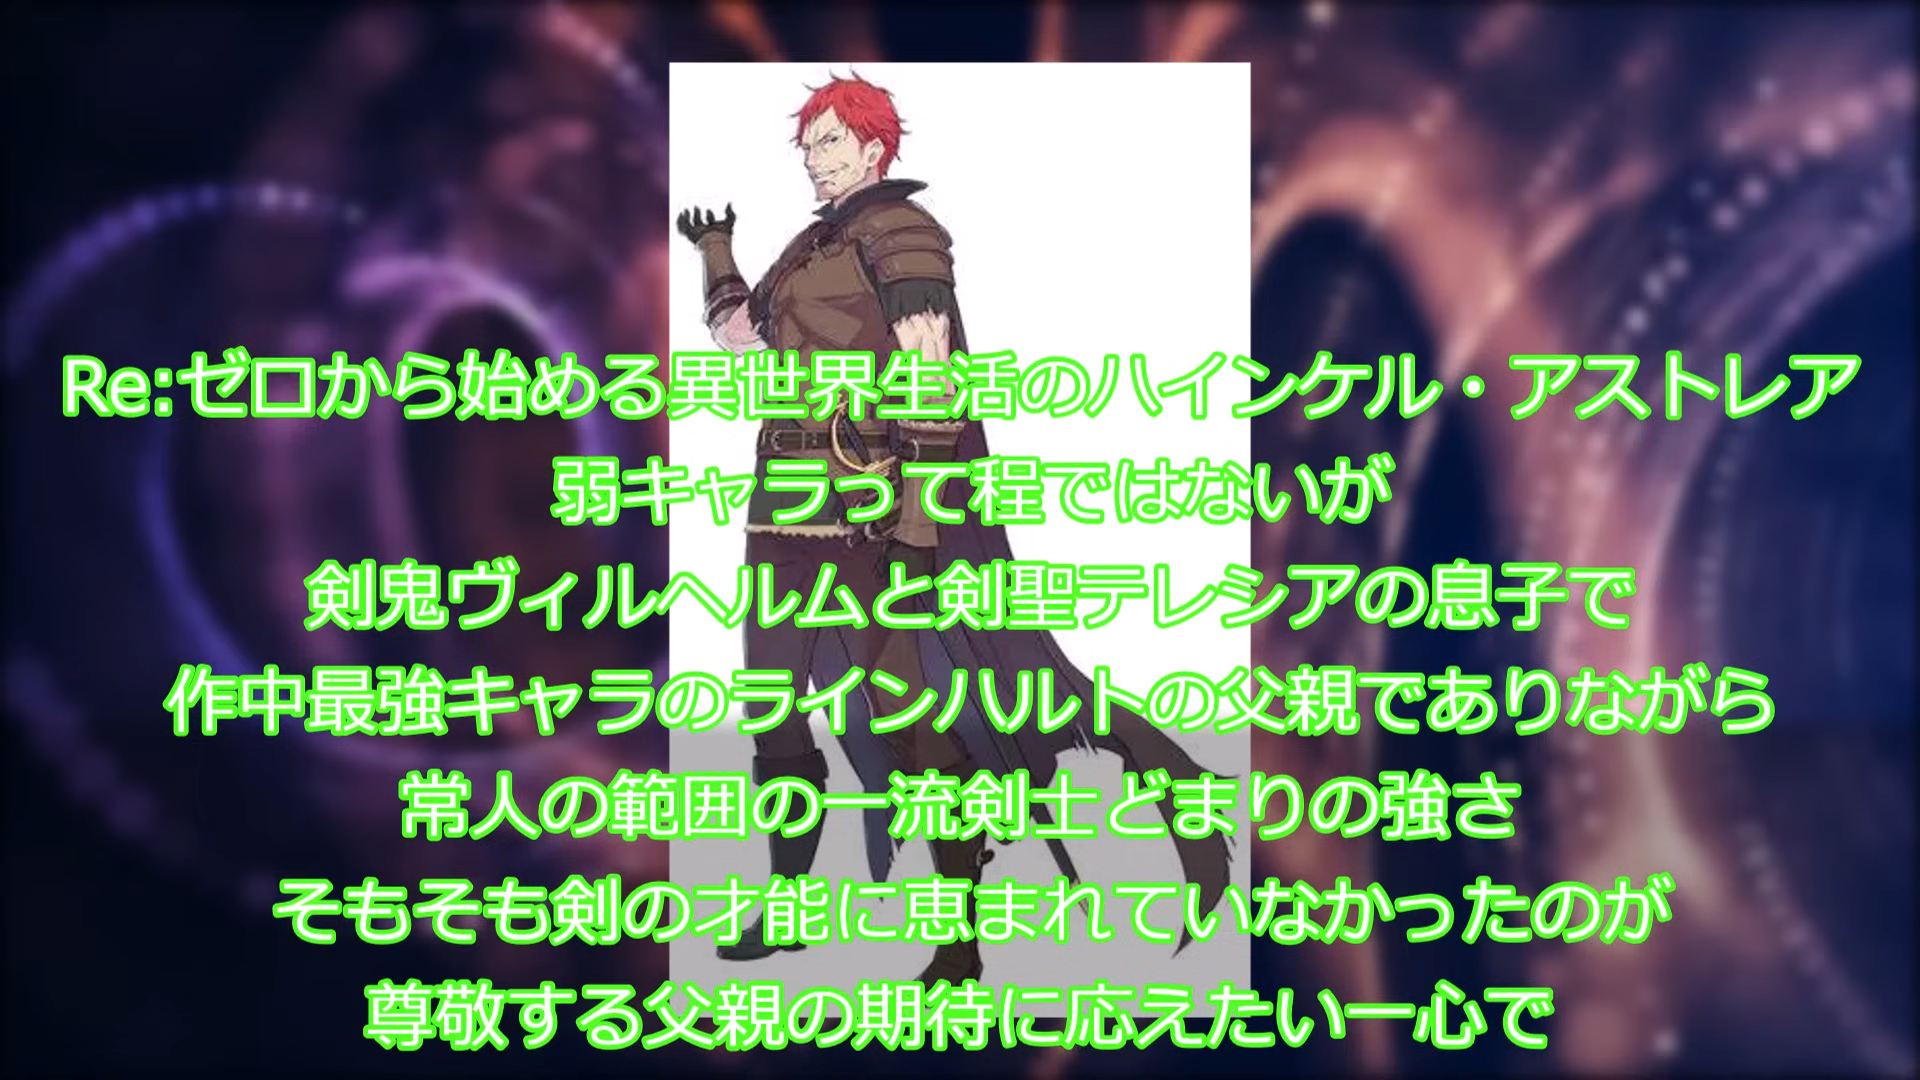 Re:ゼロから始める異世界生活のハインケル・アストレア
弱キャラって程ではないが
剣鬼ヴィルヘルムと剣聖テレシアの息子で
作中最強キャラのラインハルトの父親でありながら
常人の範囲の一流剣士どまりの強さ
そもそも剣の才能に恵まれていなかったのが
尊敬する父親の期待に応えたい一心で